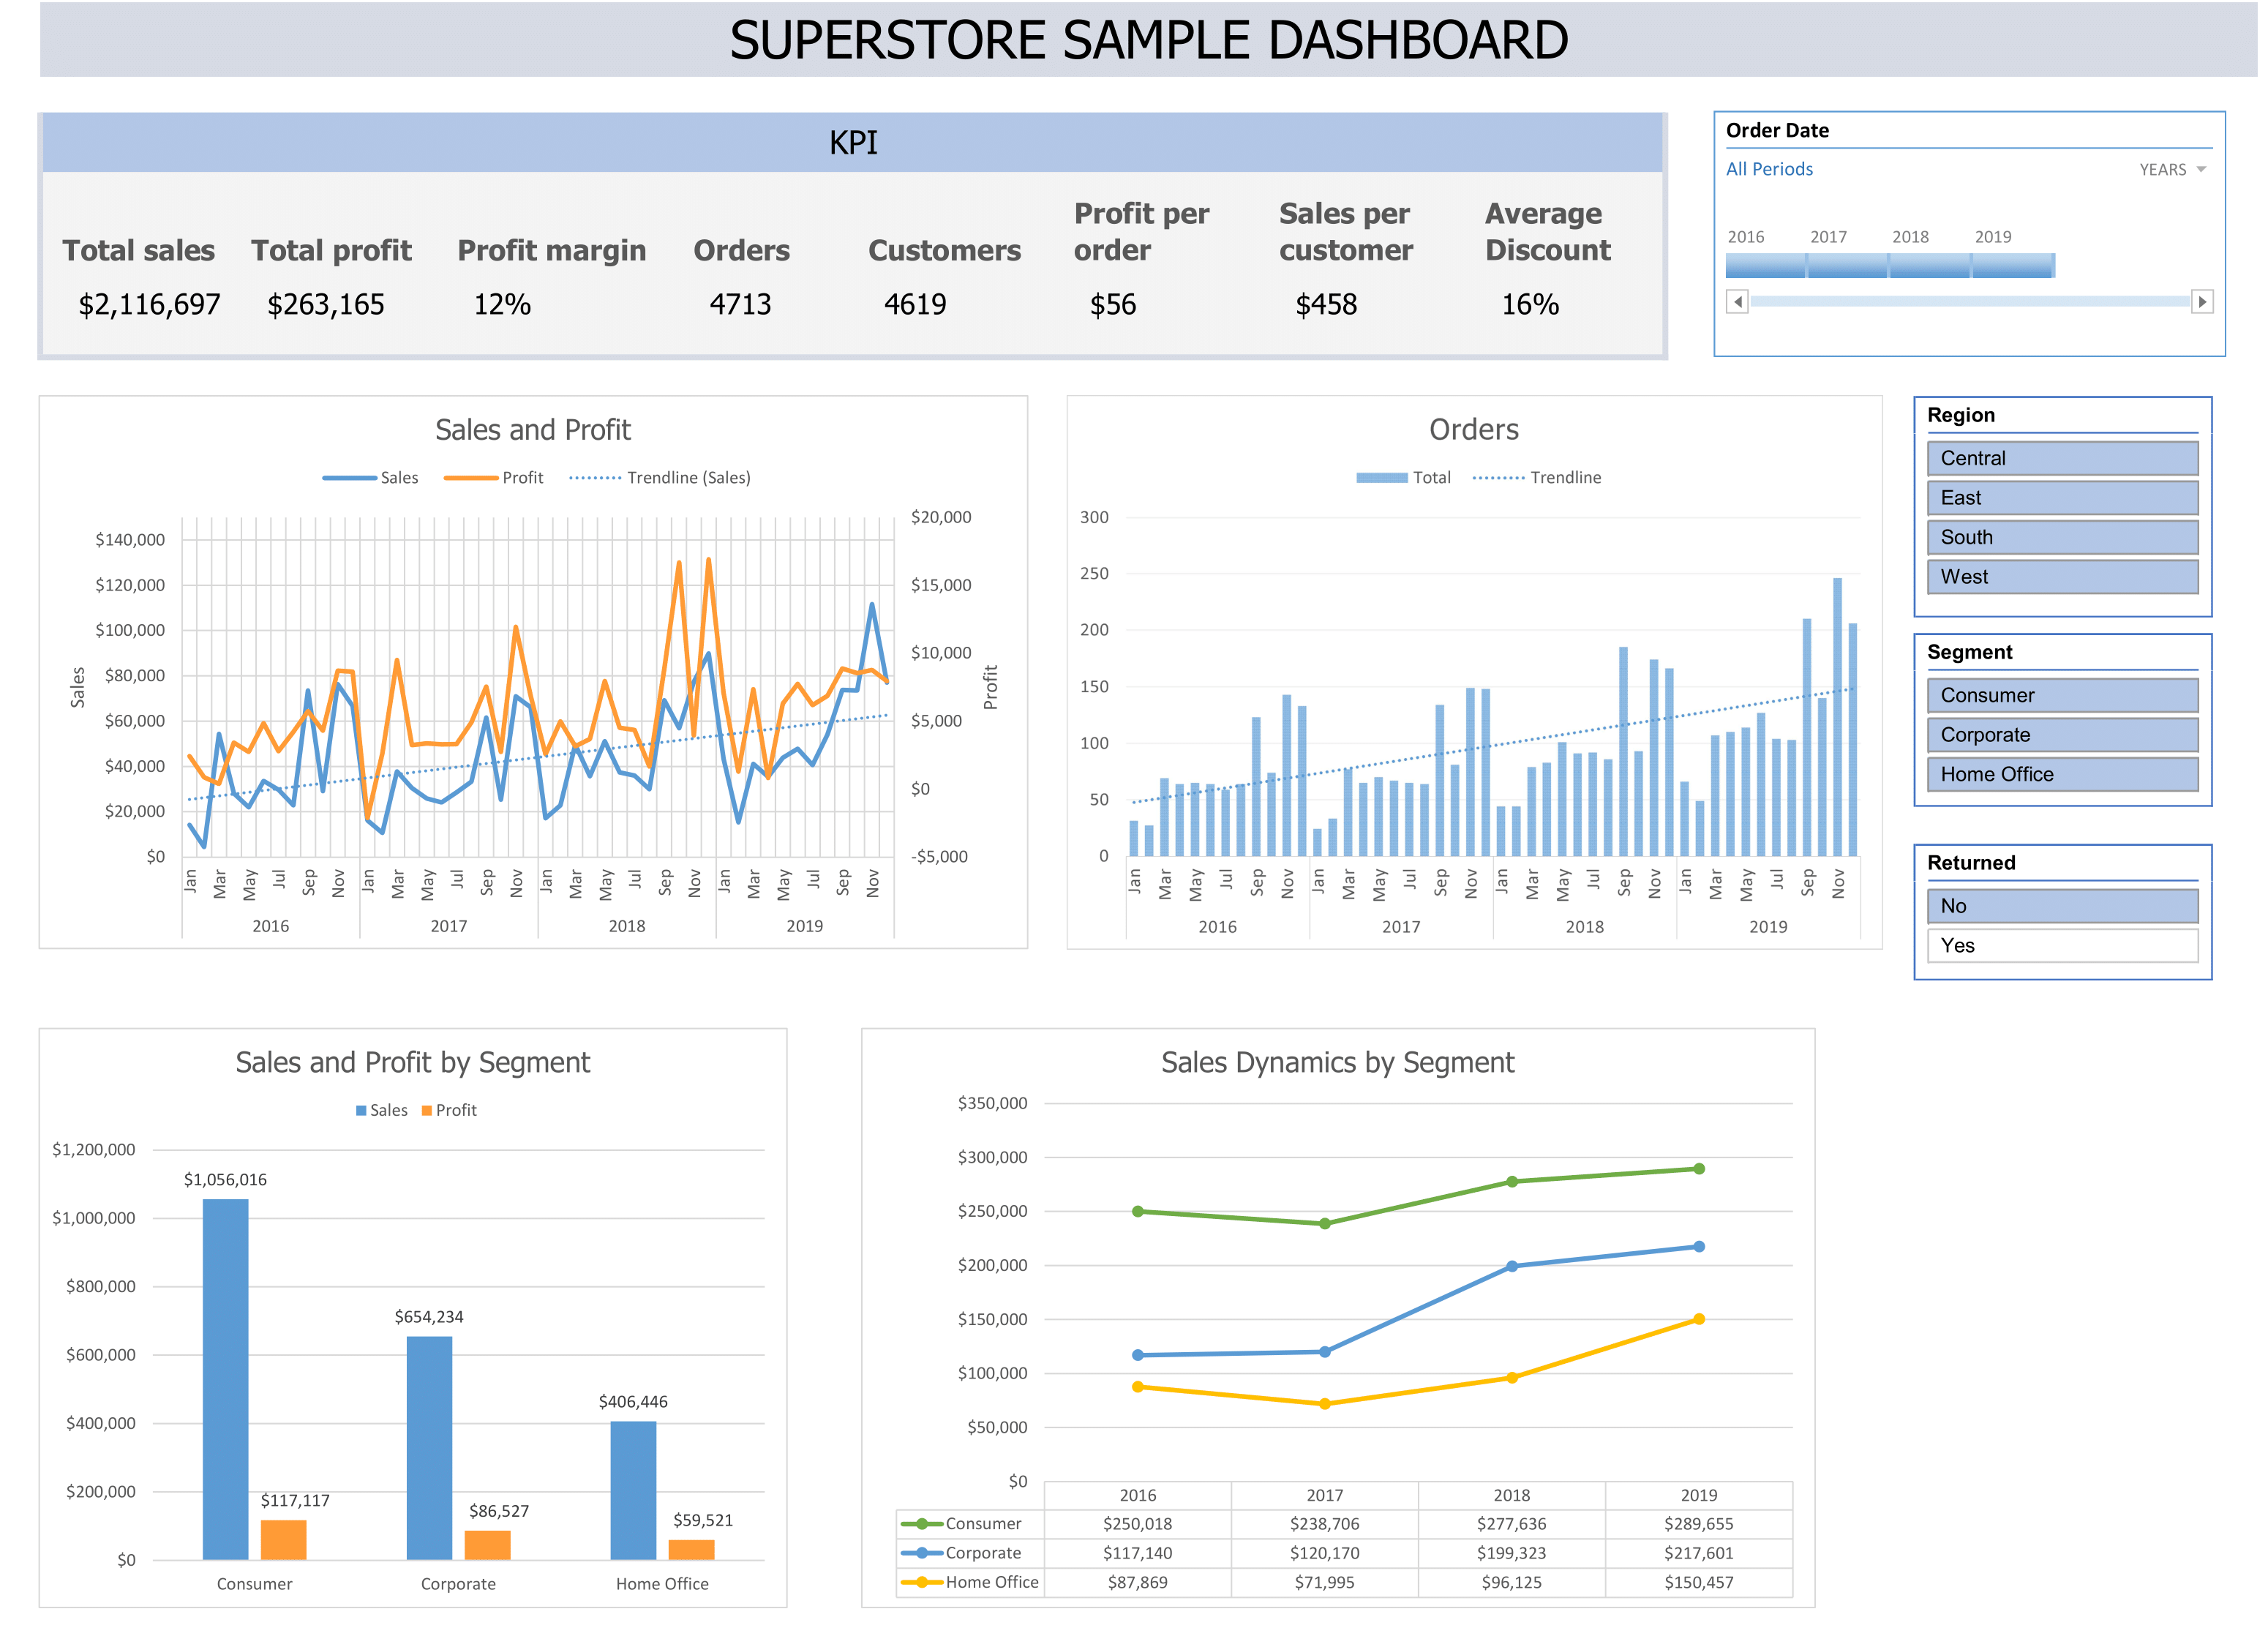 SUPERSTORE SAMPLE DASHBOARD
KPI
Total sales Total profit Profit margin Orders Customers Profit per order Sales per customer Average Discount
$2,116,697 $263,165 12% 4713 4619 $56 $458 16%
Order Date
All Periods YEARS
2016 2017 2018 2019
Sales and Profit
Sales Profit Trendline (Sales)
$140,000
$120,000
$100,000
$80,000
$60,000
$40,000
$20,000
$0
Sales
$20,000
$15,000
$10,000
$5,000
$0
-$5,000
Profit
Jan Mar May Jul Sep Nov Jan Mar May Jul Sep Nov Jan Mar May Jul Sep Nov Jan Mar May Jul Sep Nov
2016 2017 2018 2019
Orders
Total Trendline
300
250
200
150
100
50
0
Jan Mar May Jul Sep Nov Jan Mar May Jul Sep Nov Jan Mar May Jul Sep Nov Jan Mar May Jul Sep Nov
2016 2017 2018 2019
Region
Central
East
South
West
Segment
Consumer
Corporate
Home Office
Returned
No
Yes
Sales and Profit by Segment
Sales Profit
$1,200,000
$1,000,000
$800,000
$600,000
$400,000
$200,000
$0
$1,056,016
$117,117
$654,234
$86,527
$406,446
$59,521
Consumer Corporate Home Office
Sales Dynamics by Segment
$350,000
$300,000
$250,000
$200,000
$150,000
$100,000
$50,000
$0
2016 2017 2018 2019
Consumer $250,018 $238,706 $277,636 $289,655
Corporate $117,140 $120,170 $199,323 $217,601
Home Office $87,869 $71,995 $96,125 $150,457